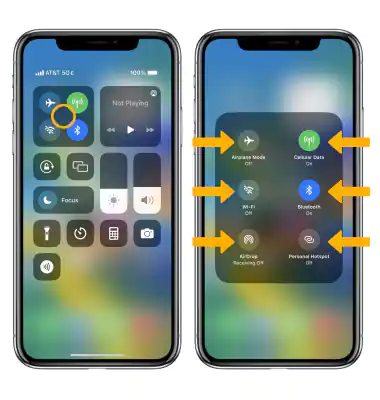 AT&T 5G E
100%
Not Playing
Focus
Airplane Mode
Off
Cellular Data
On
Wi-Fi
Off
Bluetooth
On
AirDrop
Receiving Off
Personal Hotspot
Off